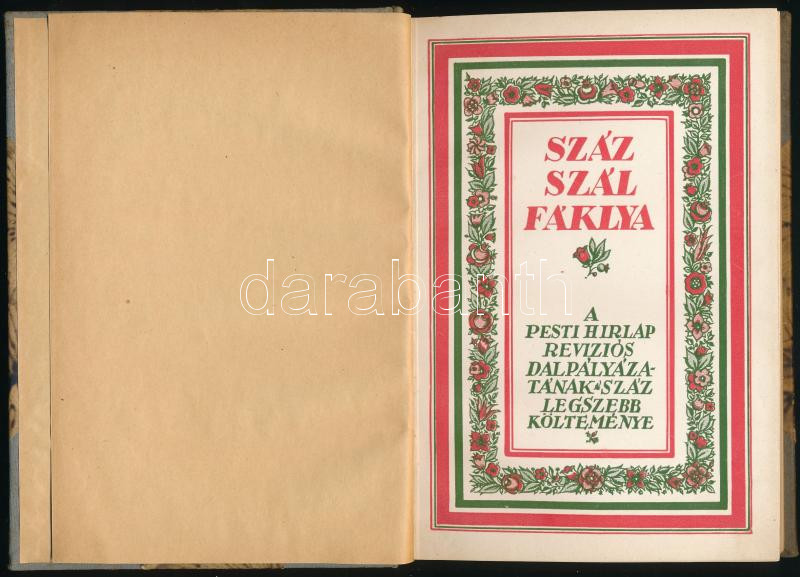 SZÁZ
SZÁL
FÁKLYA
A
PESTI HIRLAP
REVIZIÓS
DALPÁLYÁZA-
TÁNAK SZÁZ
LEGSZEBB
KÖLTEMÉNYE
darabanth